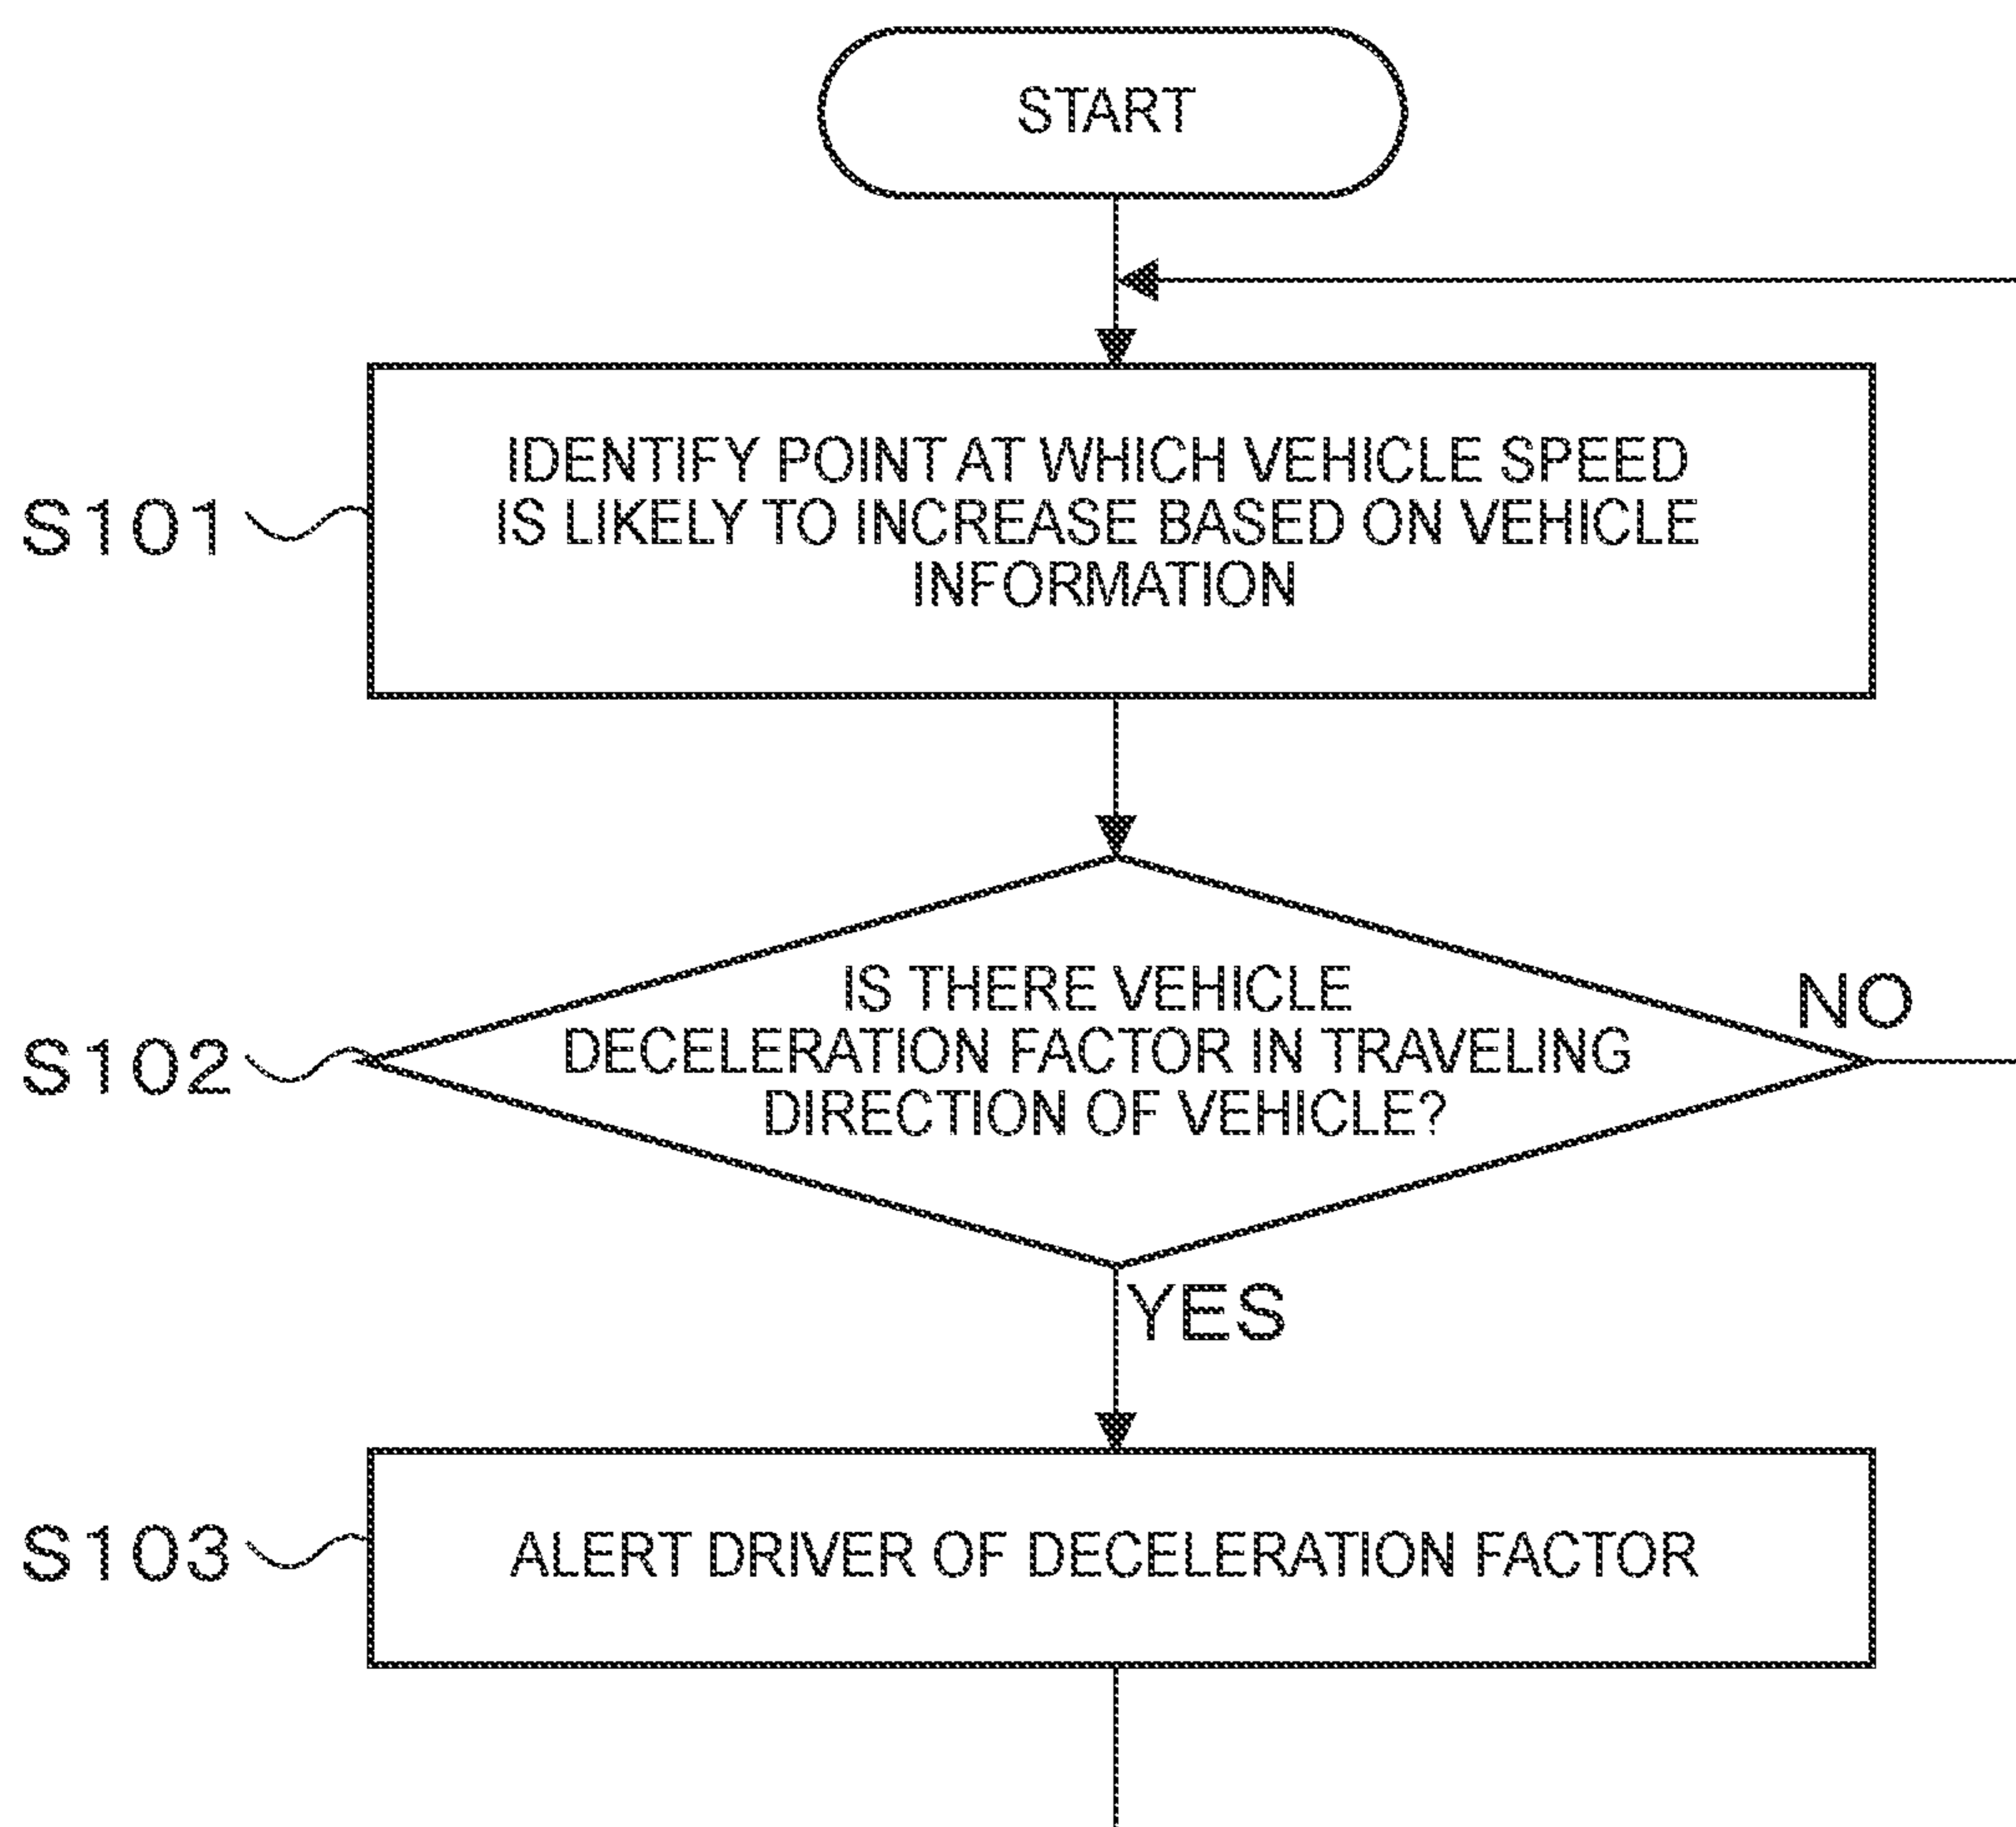 START
S101
IDENTIFY POINT AT WHICH VEHICLE SPEED
IS LIKELY TO INCREASE BASED ON VEHICLE
INFORMATION
S102
IS THERE VEHICLE
DECELERATION FACTOR IN TRAVELING
DIRECTION OF VEHICLE?
NO
YES
S103
ALERT DRIVER OF DECELERATION FACTOR